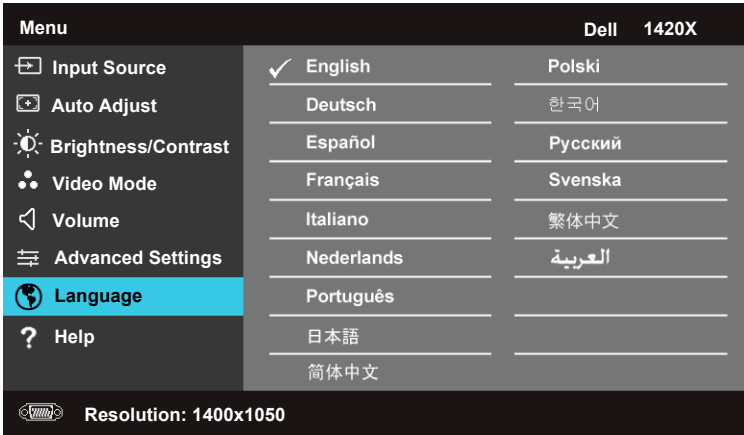 Menu
Dell 1420X
Input Source
Auto Adjust
Brightness/Contrast
Video Mode
Volume
Advanced Settings
Language
? Help
English
Deutsch
Español
Français
Italiano
Nederlands
Português
日本語
简体中文
Polski
한국어
Русский
Svenska
繁体中文
العربية
Resolution: 1400x1050